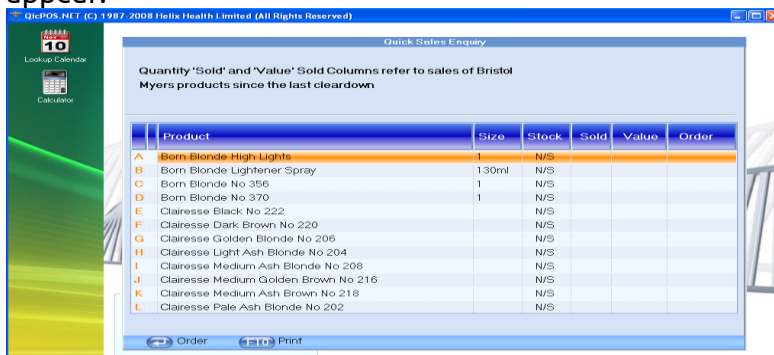 appear.
QicPOS.NET (C) 1987-2008 Helix Health Limited (All Rights Reserved)
Nov
10
Lookup Calendar
Calculator
Quick Sales Enquiry
Quantity 'Sold' and 'Value' Sold Columns refer to sales of Bristol
Myers products since the last cleardown
Product Size Stock Sold Value Order
A Born Blonde High Lights 1 N/S
B Born Blonde Lightener Spray 130ml N/S
C Born Blonde No 356 1 N/S
D Born Blonde No 370 1 N/S
E Clairesse Black No 222 N/S
F Clairesse Dark Brown No 220 N/S
G Clairesse Golden Blonde No 206 N/S
H Clairesse Light Ash Blonde No 204 N/S
I Clairesse Medium Ash Blonde No 208 N/S
J Clairesse Medium Golden Brown No 216 N/S
K Clairesse Medium Ash Brown No 218 N/S
L Clairesse Pale Ash Blonde No 202 N/S
Order F10 Print